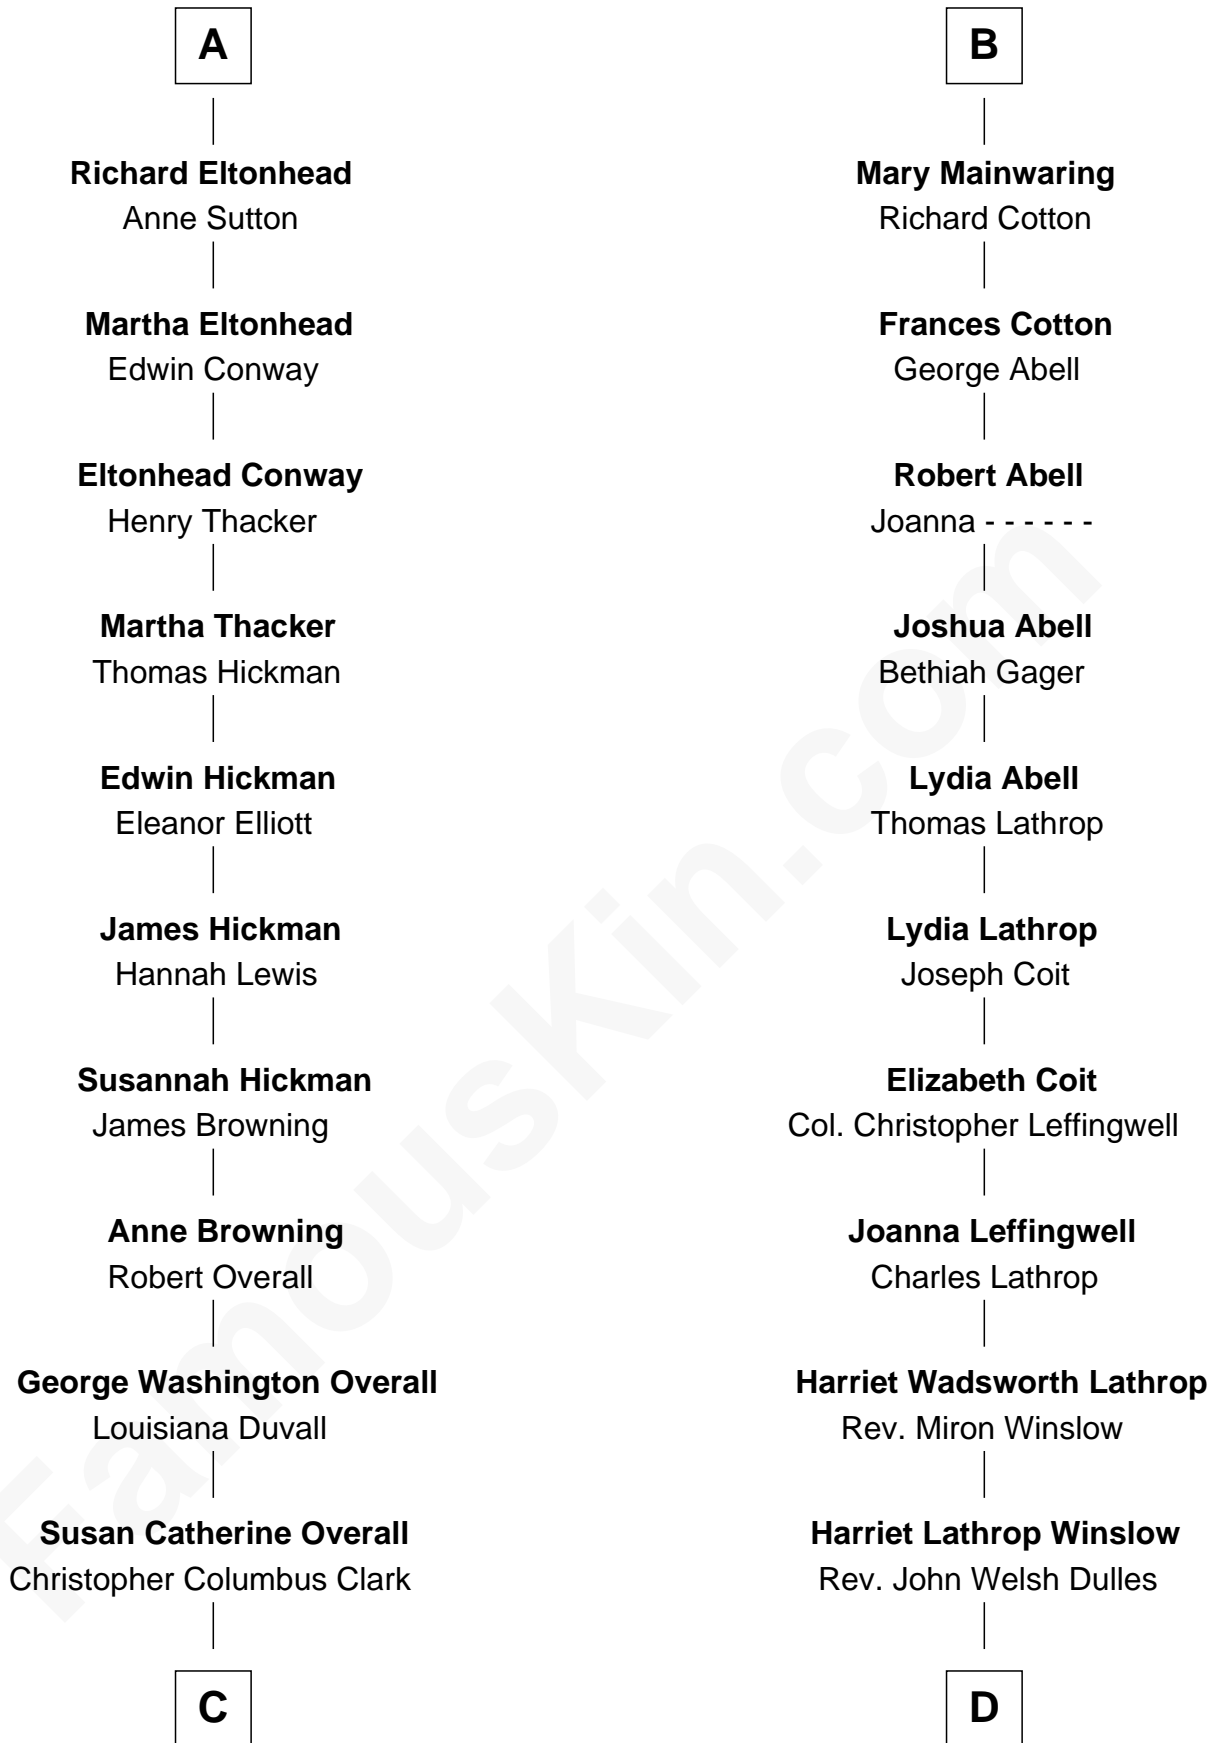 A
Richard Eltonhead
Anne Sutton
Martha Eltonhead
Edwin Conway
Eltonhead Conway
Henry Thacker
Martha Thacker
Thomas Hickman
Edwin Hickman
Eleanor Elliott
James Hickman
Hannah Lewis
Susannah Hickman
James Browning
Anne Browning
Robert Overall
George Washington Overall
Louisiana Duvall
Susan Catherine Overall
Christopher Columbus Clark
C
B
Mary Mainwaring
Richard Cotton
Frances Cotton
George Abell
Robert Abell
Joanna - - - - - -
Joshua Abell
Bethiah Gager
Lydia Abell
Thomas Lathrop
Lydia Lathrop
Joseph Coit
Elizabeth Coit
Col. Christopher Leffingwell
Joanna Leffingwell
Charles Lathrop
Harriet Wadsworth Lathrop
Rev. Miron Winslow
Harriet Lathrop Winslow
Rev. John Welsh Dulles
D
FamousKin.com